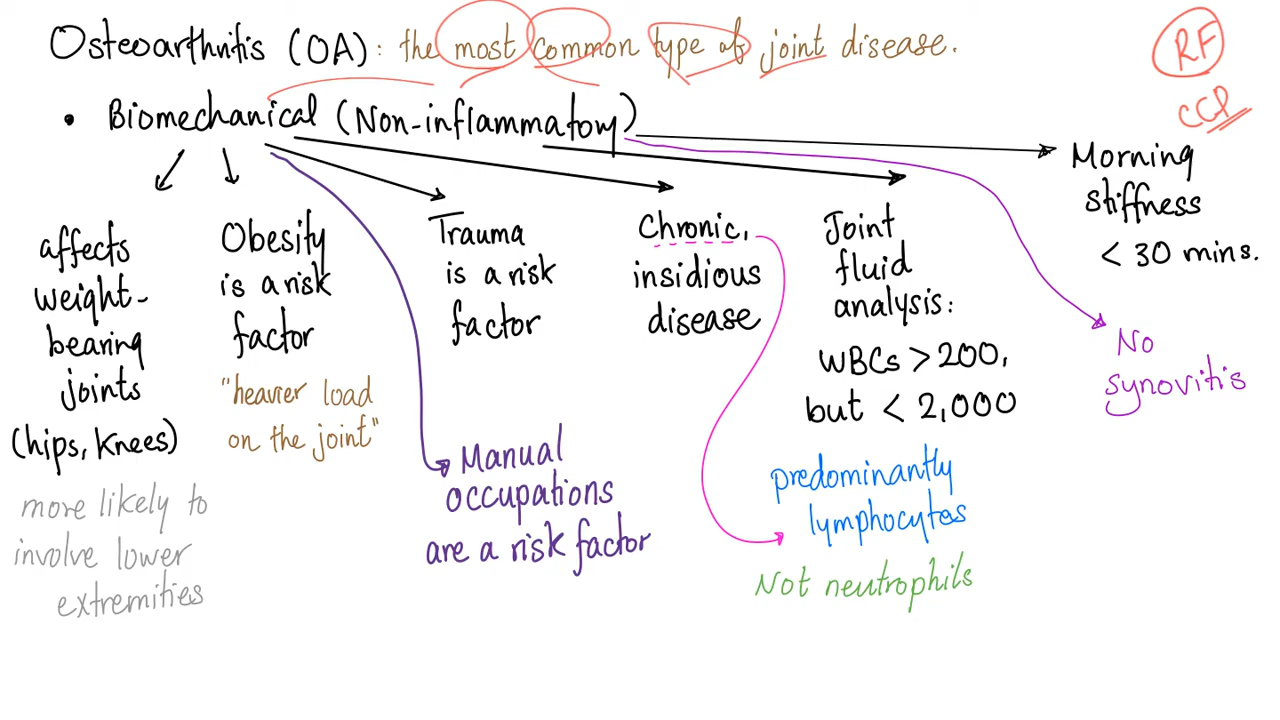 Osteoarthritis (OA): the most common type of joint disease.
RF
CCP
• Biomechanical (Non-inflammatory)
affects
weight-
bearing
joints
(hips, knees)
more likely to
involve lower
extremities
Obesity
is a risk
factor
"heavier load
on the joint"
Trauma
is a risk
factor
Manual
occupations
are a risk factor
Chronic,
insidious
disease
Joint
fluid
analysis:
WBCs > 200,
but < 2,000
predominantly
lymphocytes
Not neutrophils
Morning
stiffness
< 30 mins.
No
synovitis